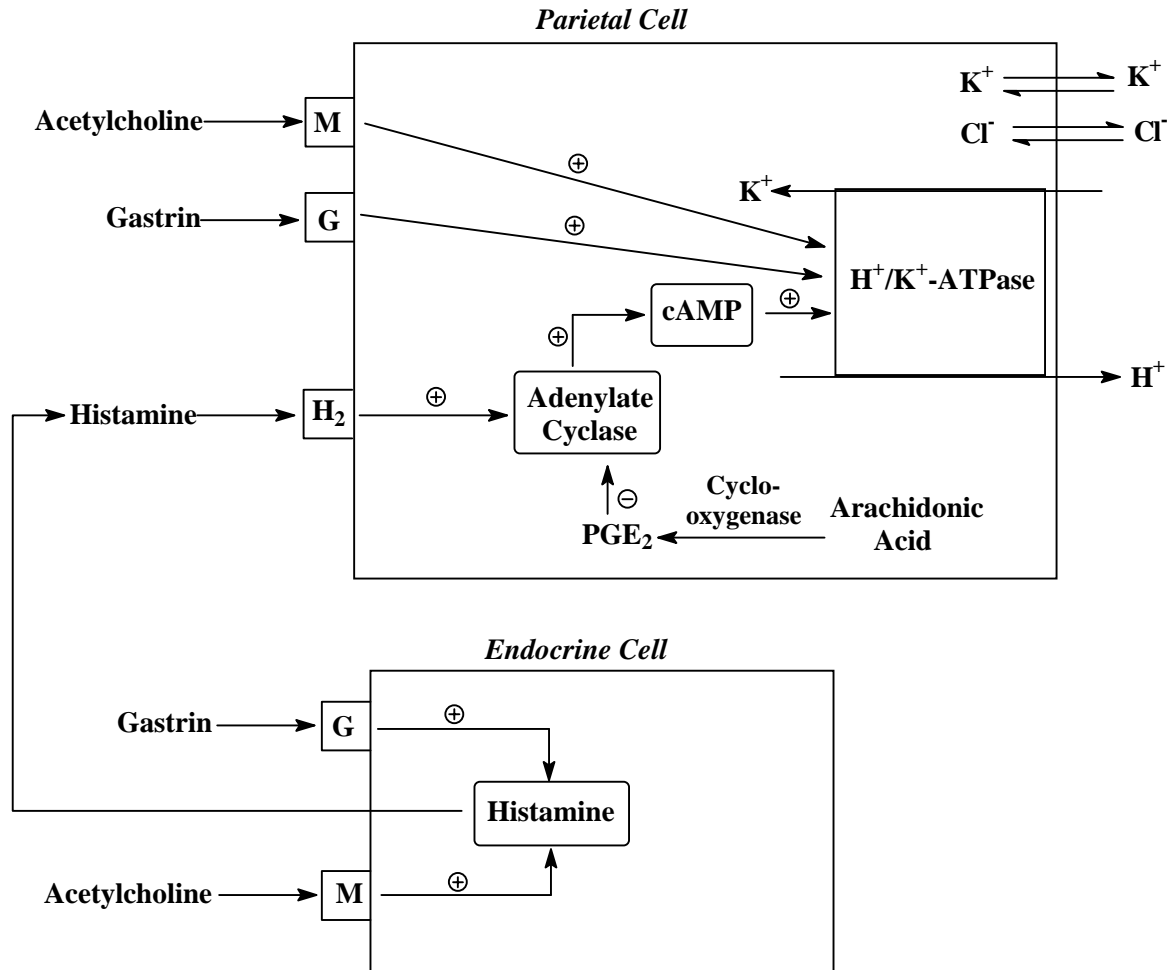 Parietal Cell
K⁺ K⁺
Acetylcholine M
Cl⁻ Cl⁻
⊕
K⁺
Gastrin G
⊕
H⁺/K⁺-ATPase
cAMP ⊕
⊕
H⁺
Histamine H₂ ⊕
Adenylate
Cyclase
⊖
Cyclo-
oxygenase
PGE₂
Arachidonic
Acid
Endocrine Cell
Gastrin G ⊕
Histamine
Acetylcholine M ⊕